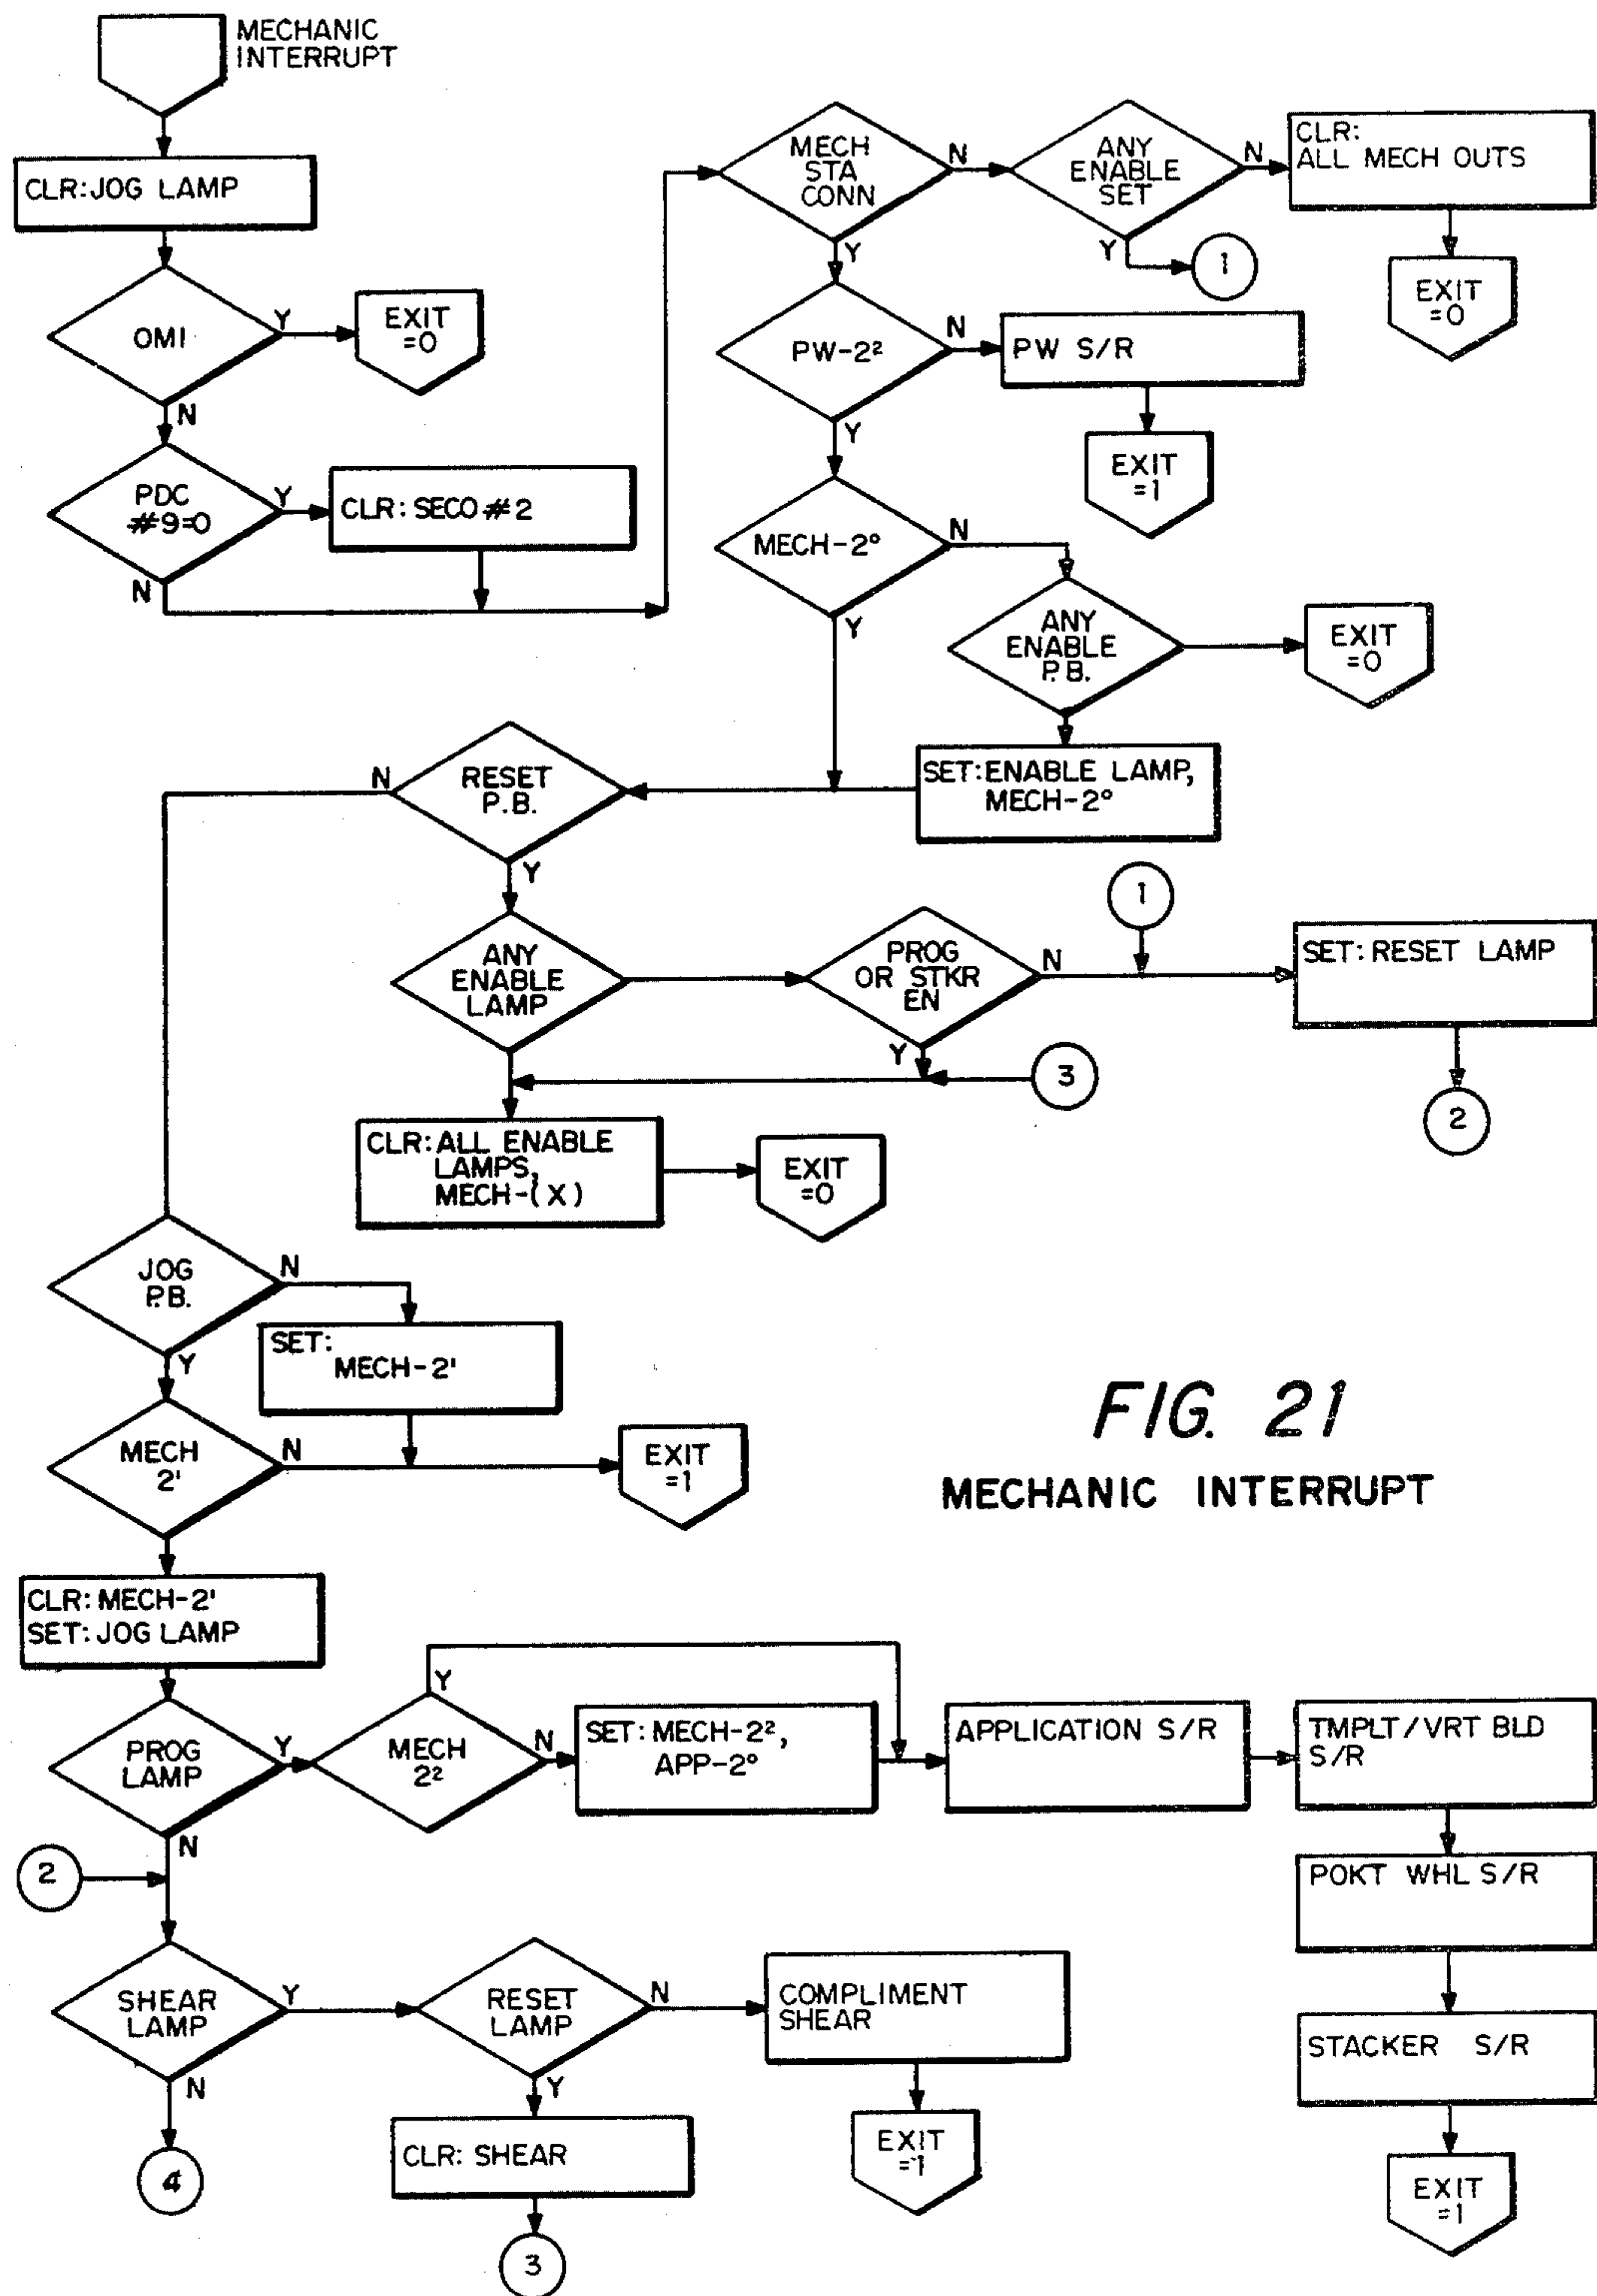 MECHANIC
INTERRUPT
CLR: JOG LAMP
OMI
Y
EXIT
=0
N
PDC
#9=0
Y
CLR: SECO #2
N
MECH
STA
CONN
N
ANY
ENABLE
SET
N
CLR:
ALL MECH OUTS
Y
1
EXIT
=0
Y
PW-2²
N
PW S/R
EXIT
=1
Y
MECH-2°
N
Y
ANY
ENABLE
P.B.
EXIT
=0
SET: ENABLE LAMP,
MECH-2°
N
RESET
P.B.
Y
ANY
ENABLE
LAMP
PROG
OR STKR
EN
N
1
SET: RESET LAMP
Y
3
2
CLR: ALL ENABLE
LAMPS,
MECH-(X)
EXIT
=0
JOG
P.B.
N
SET:
MECH-2'
Y
MECH
2'
N
EXIT
=1
FIG. 21
MECHANIC INTERRUPT
CLR: MECH-2'
SET: JOG LAMP
PROG
LAMP
Y
MECH
2²
Y
N
SET: MECH-2²,
APP-2°
APPLICATION S/R
TMPLT/VRT BLD
S/R
N
2
POKT WHL S/R
SHEAR
LAMP
Y
RESET
LAMP
N
COMPLIMENT
SHEAR
STACKER S/R
N
Y
4
CLR: SHEAR
EXIT
=1
EXIT
=1
3